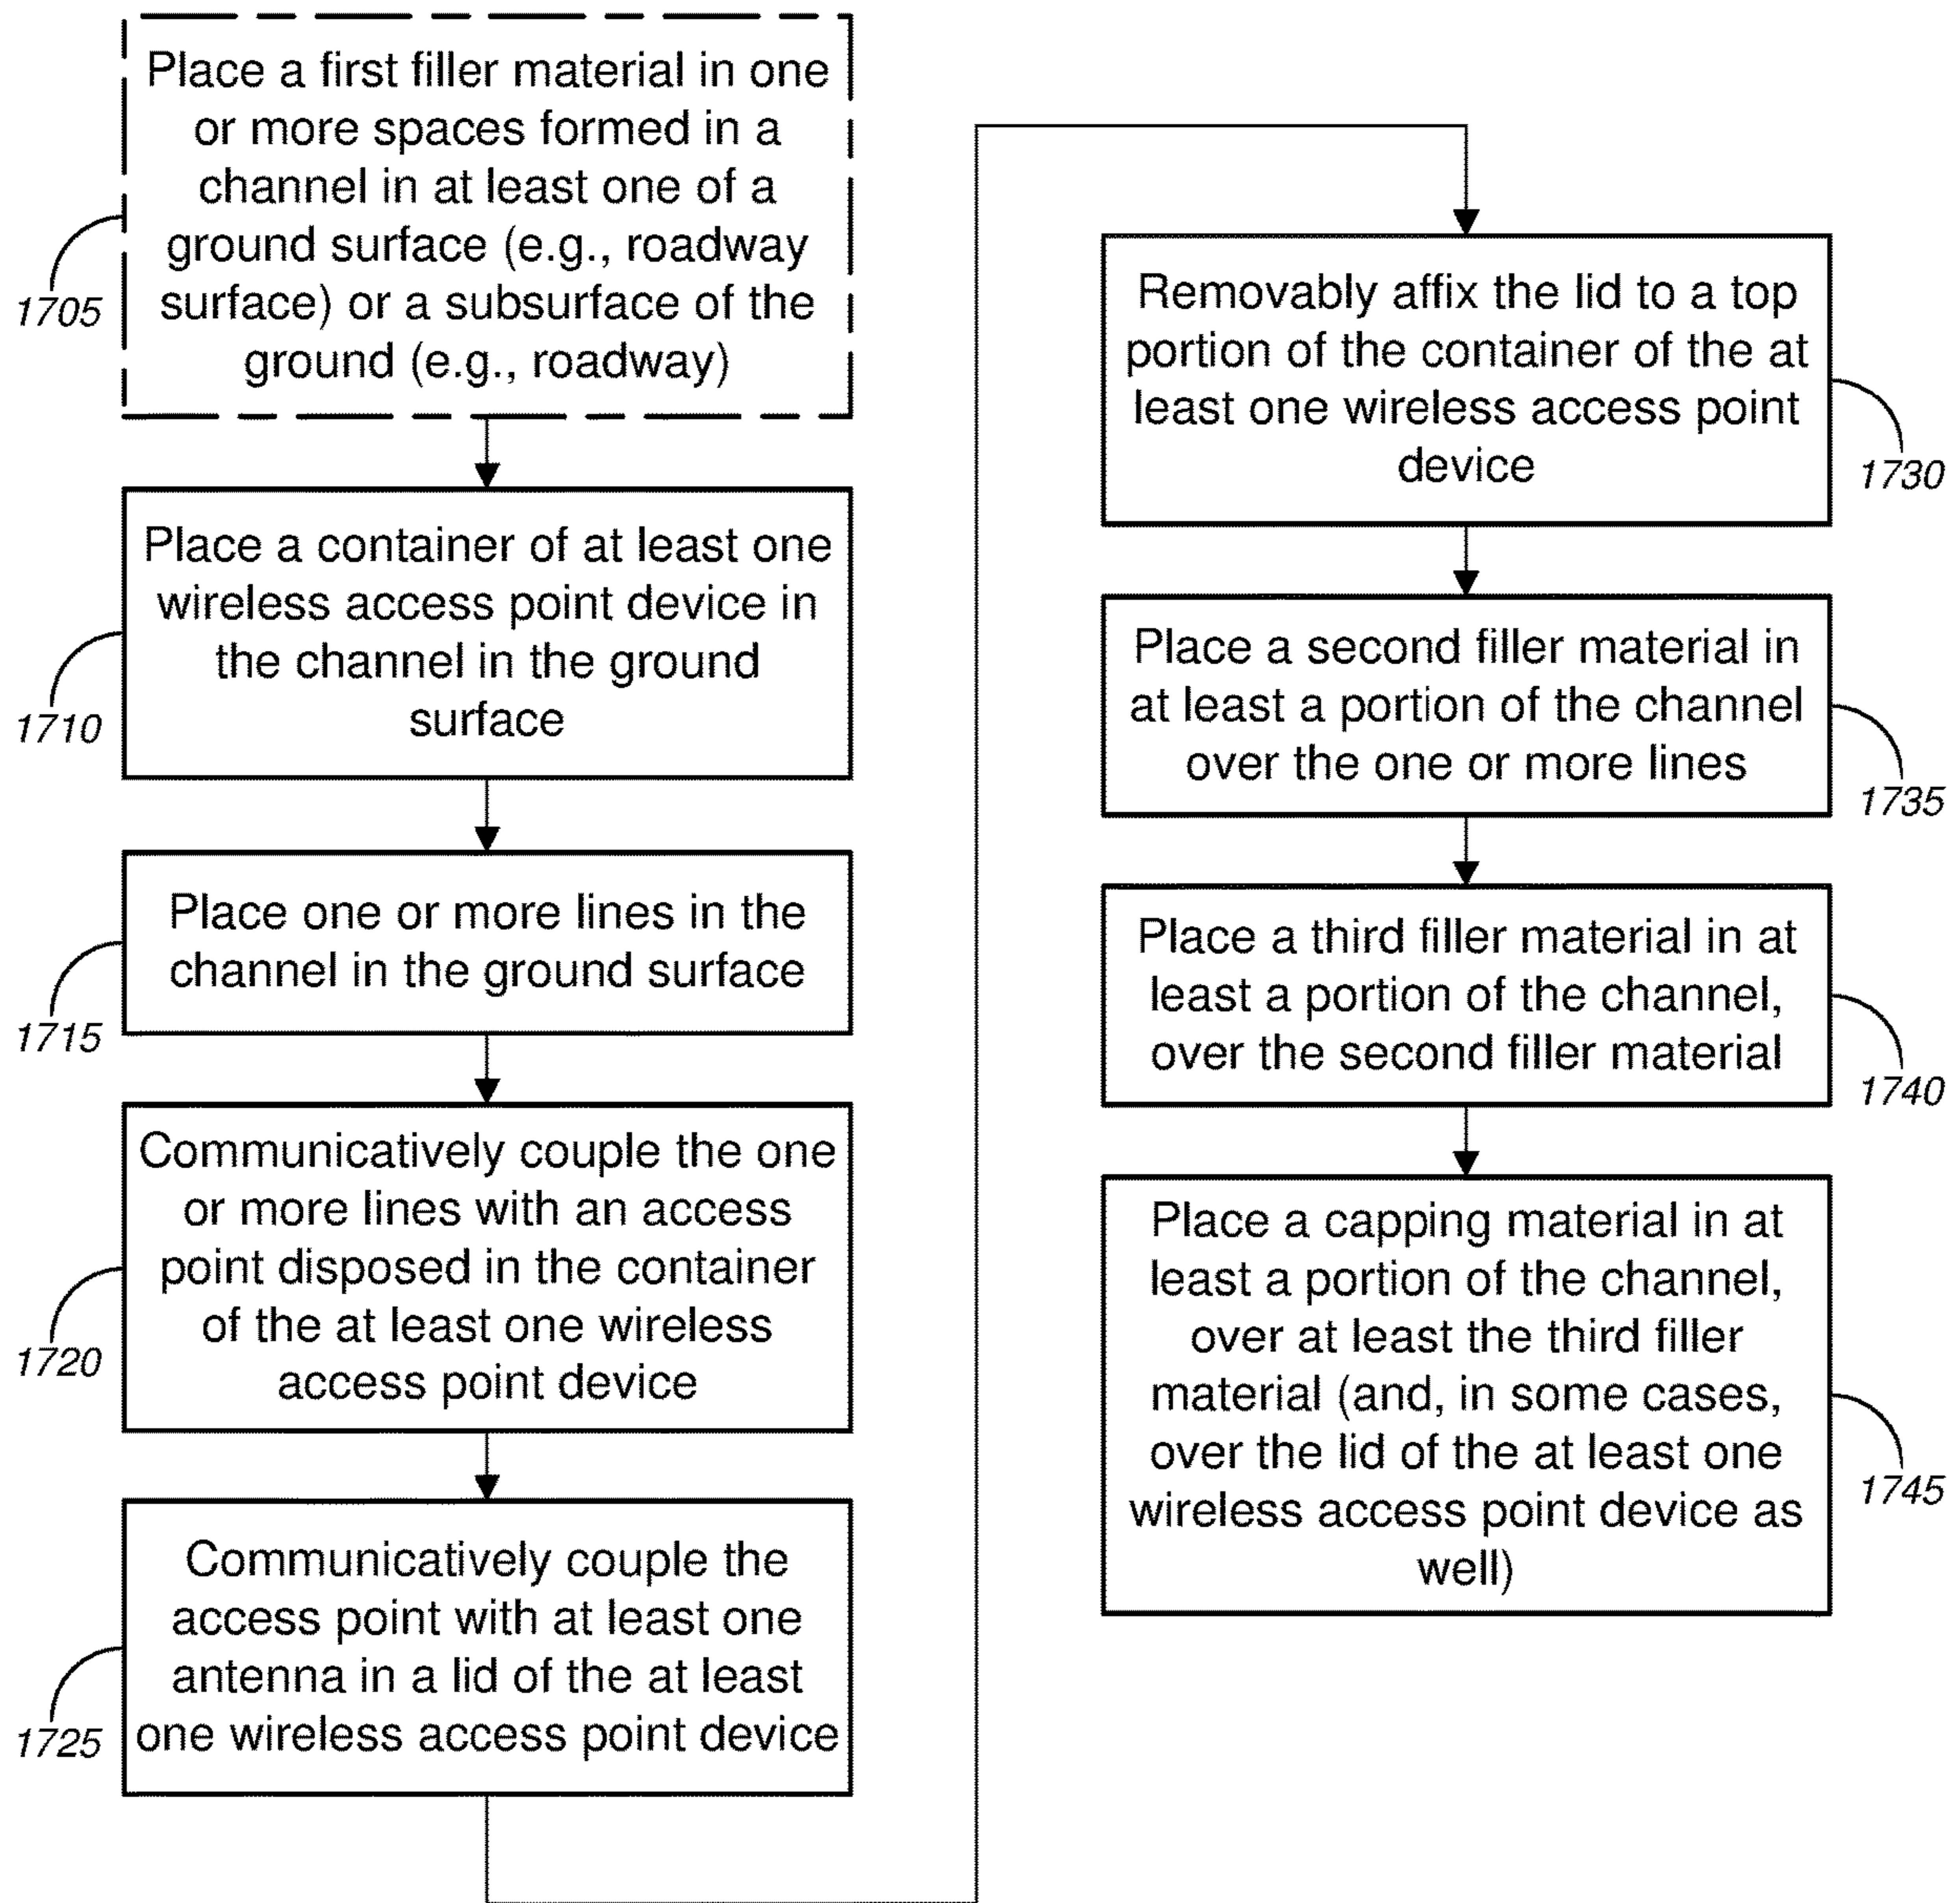 Place a first filler material in one
or more spaces formed in a
channel in at least one of a
ground surface (e.g., roadway
surface) or a subsurface of the
ground (e.g., roadway)
1705
Place a container of at least one
wireless access point device in
the channel in the ground
surface
1710
Place one or more lines in the
channel in the ground surface
1715
Communicatively couple the one
or more lines with an access
point disposed in the container
of the at least one wireless
access point device
1720
Communicatively couple the
access point with at least one
antenna in a lid of the at least
one wireless access point device
1725
Removably affix the lid to a top
portion of the container of the at
least one wireless access point
device
1730
Place a second filler material in
at least a portion of the channel
over the one or more lines
1735
Place a third filler material in at
least a portion of the channel,
over the second filler material
1740
Place a capping material in at
least a portion of the channel,
over at least the third filler
material (and, in some cases,
over the lid of the at least one
wireless access point device as
well)
1745